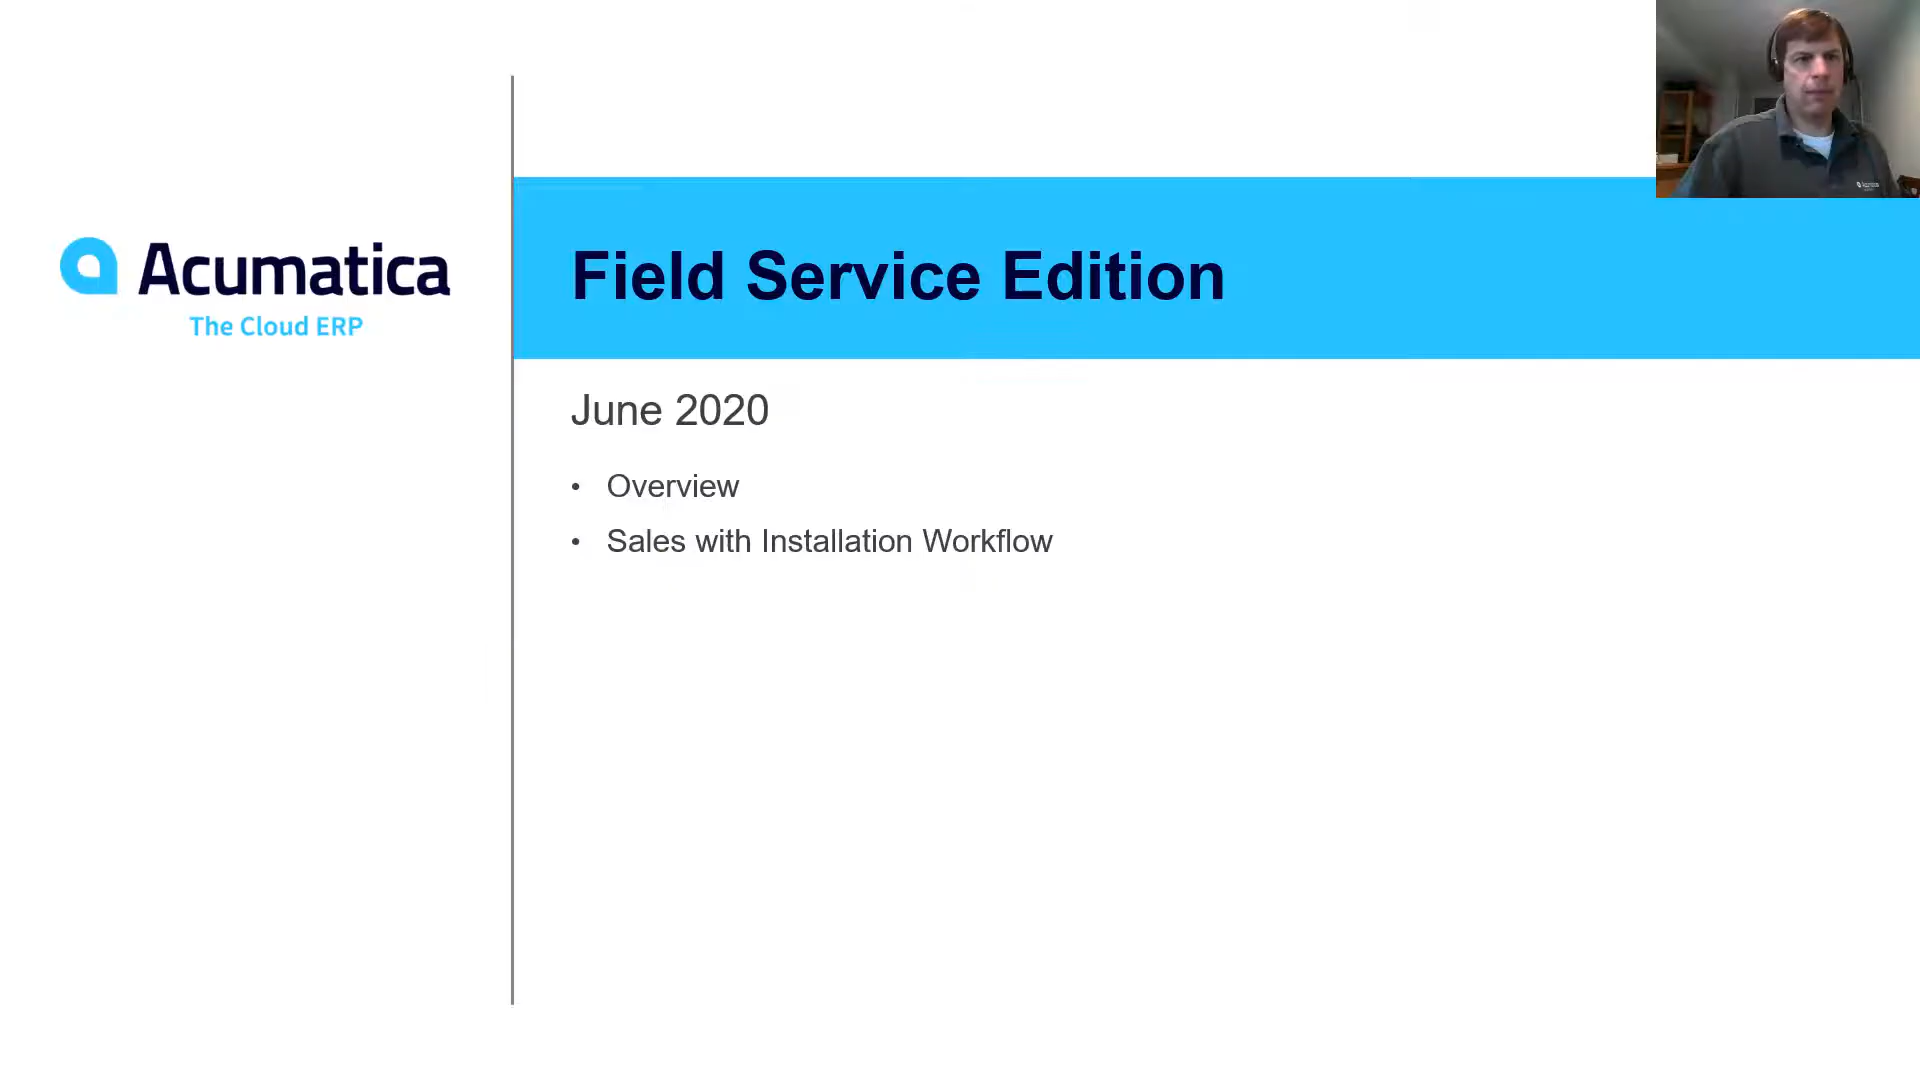 Acumatica
The Cloud ERP
Field Service Edition
June 2020
• Overview
• Sales with Installation Workflow